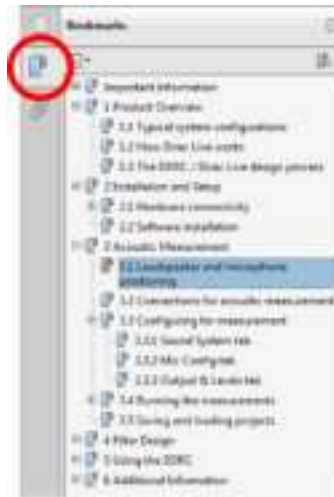 Bookmarks
Important Information
1 Product Overview
1.1 Typical system configurations
1.2 How Dirac Live works
1.3 The DDRC / Dirac Live design process
2 Installation and Setup
2.1 Hardware connectivity
2.2 Software installation
3 Acoustic Measurement
3.1 Loudspeaker and microphone
positioning
3.2 Connections for acoustic measurement
3.3 Configuring for measurement
3.3.1 Sound System tab
3.3.2 Mic Config tab
3.3.3 Output & Levels tab
3.4 Running the measurements
3.5 Saving and loading projects
4 Filter Design
5 Using the DDRC
6 Additional Information